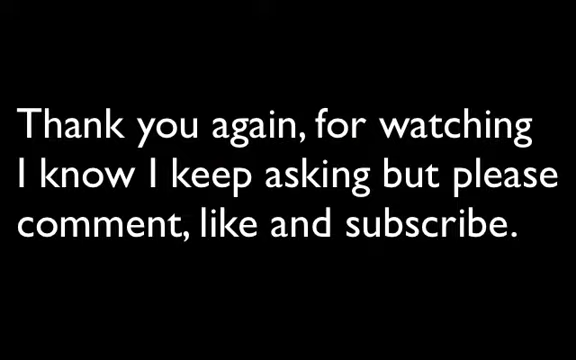 Thank you again, for watching
I know I keep asking but please
comment, like and subscribe.